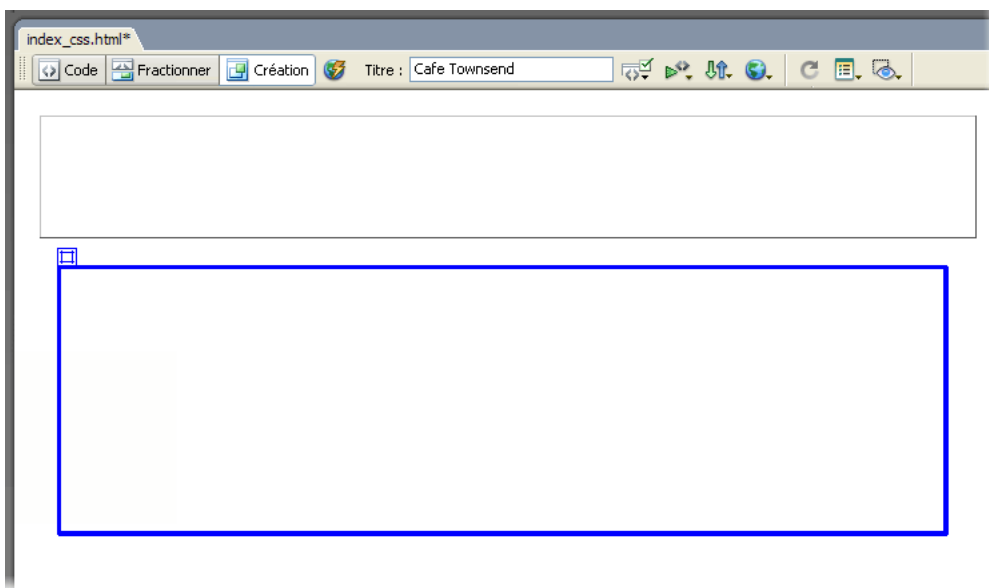 index_css.html*
Code Fractionner Création Titre : Cafe Townsend